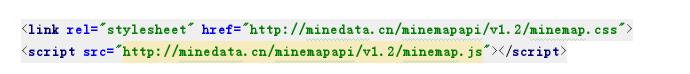 <link rel="stylesheet" href="http://minedata.cn/minemapapi/v1.2/minemap.css">
<script src="http://minedata.cn/minemapapi/v1.2/minemap.js"></script>